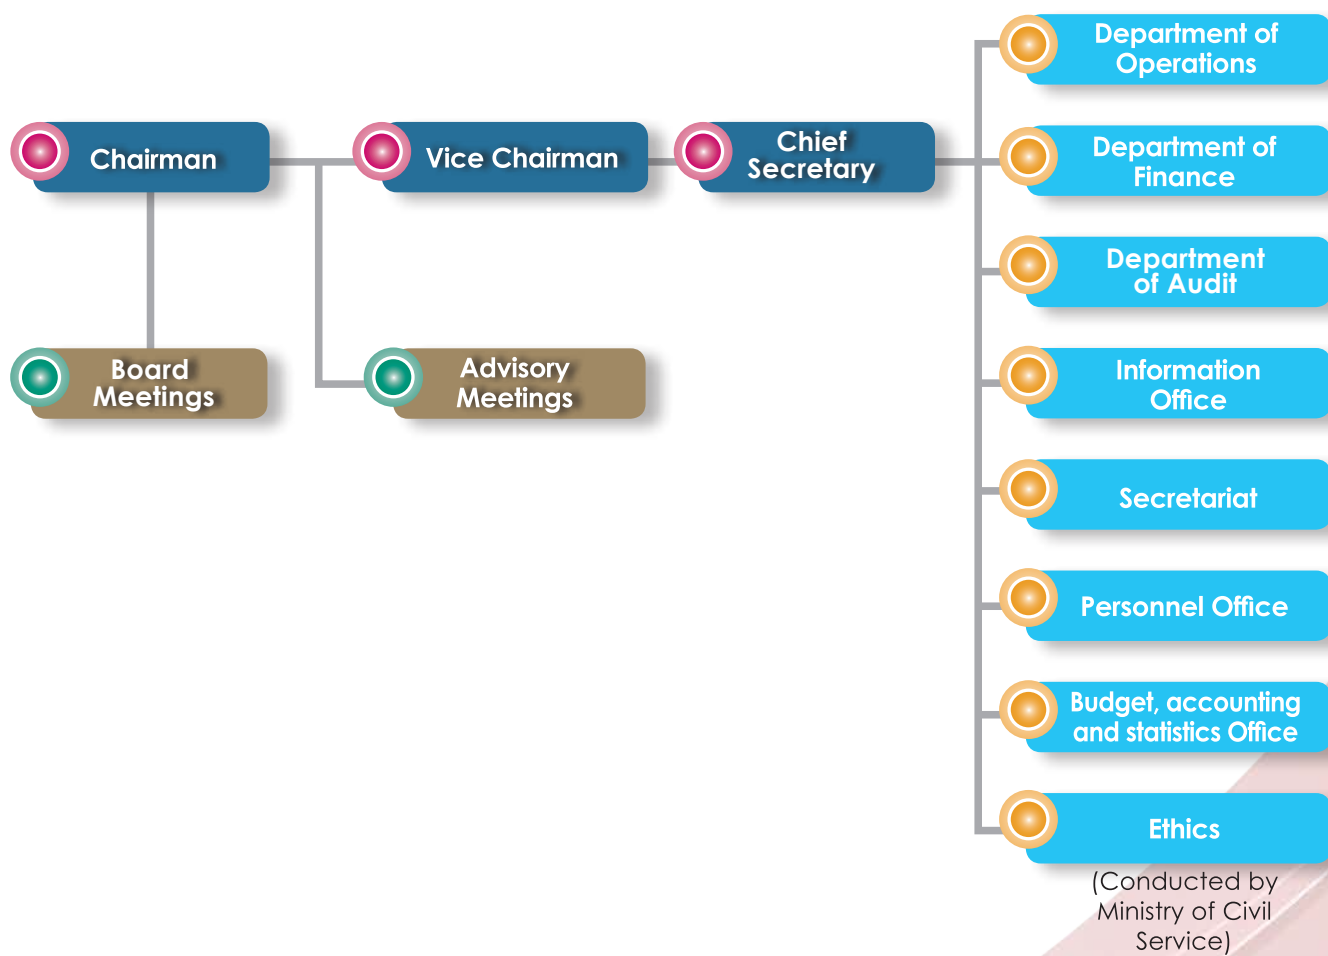 Chairman
Vice Chairman
Chief
Secretary
Board
Meetings
Advisory
Meetings
Department of
Operations
Department of
Finance
Department
of Audit
Information
Office
Secretariat
Personnel Office
Budget, accounting
and statistics Office
Ethics
(Conducted by
Ministry of Civil
Service)